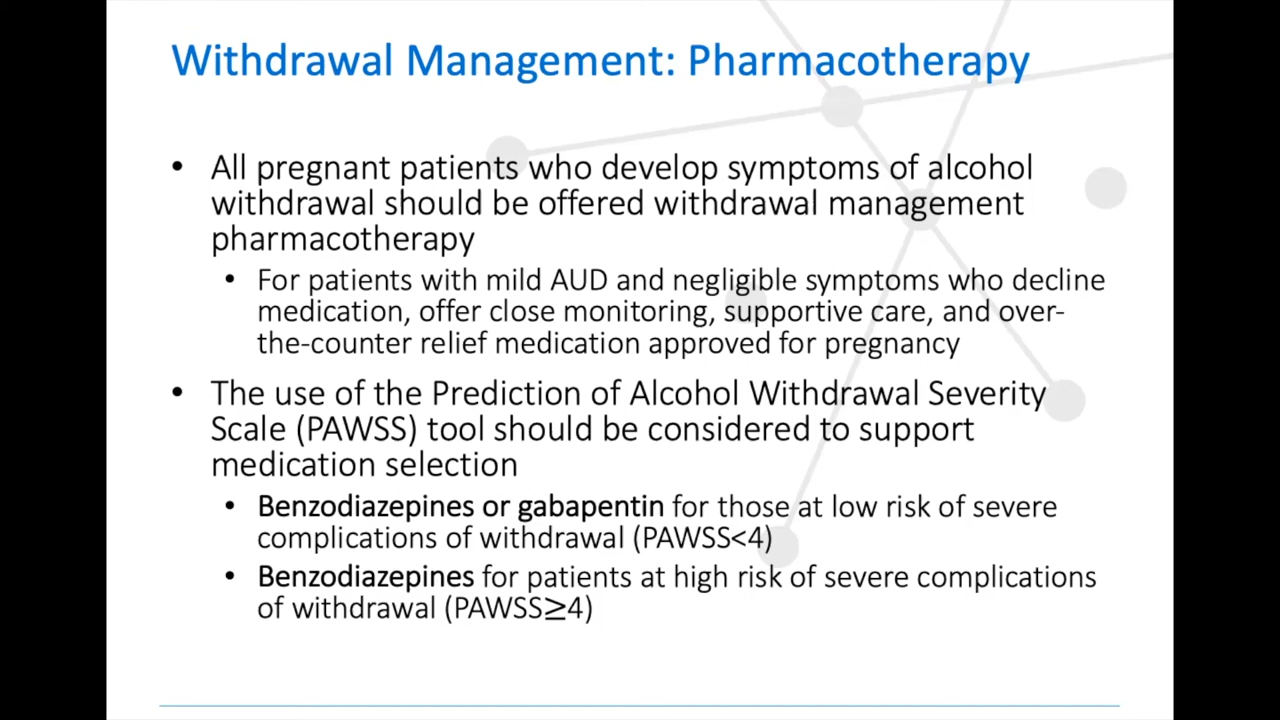 Withdrawal Management: Pharmacotherapy
• All pregnant patients who develop symptoms of alcohol
withdrawal should be offered withdrawal management
pharmacotherapy
• For patients with mild AUD and negligible symptoms who decline
medication, offer close monitoring, supportive care, and over-
the-counter relief medication approved for pregnancy
• The use of the Prediction of Alcohol Withdrawal Severity
Scale (PAWSS) tool should be considered to support
medication selection
• Benzodiazepines or gabapentin for those at low risk of severe
complications of withdrawal (PAWSS<4)
• Benzodiazepines for patients at high risk of severe complications
of withdrawal (PAWSS≥4)